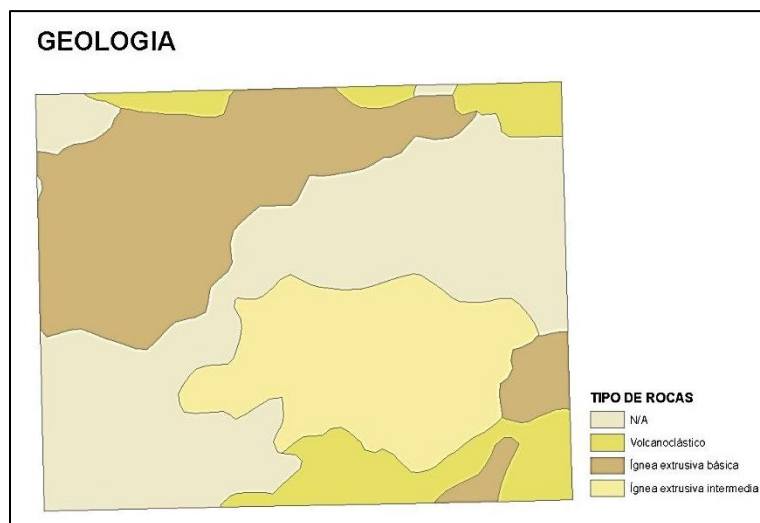 GEOLOGIA
TIPO DE ROCAS
N/A
Volcanoclástico
Ígnea extrusiva básica
Ígnea extrusiva intermedia